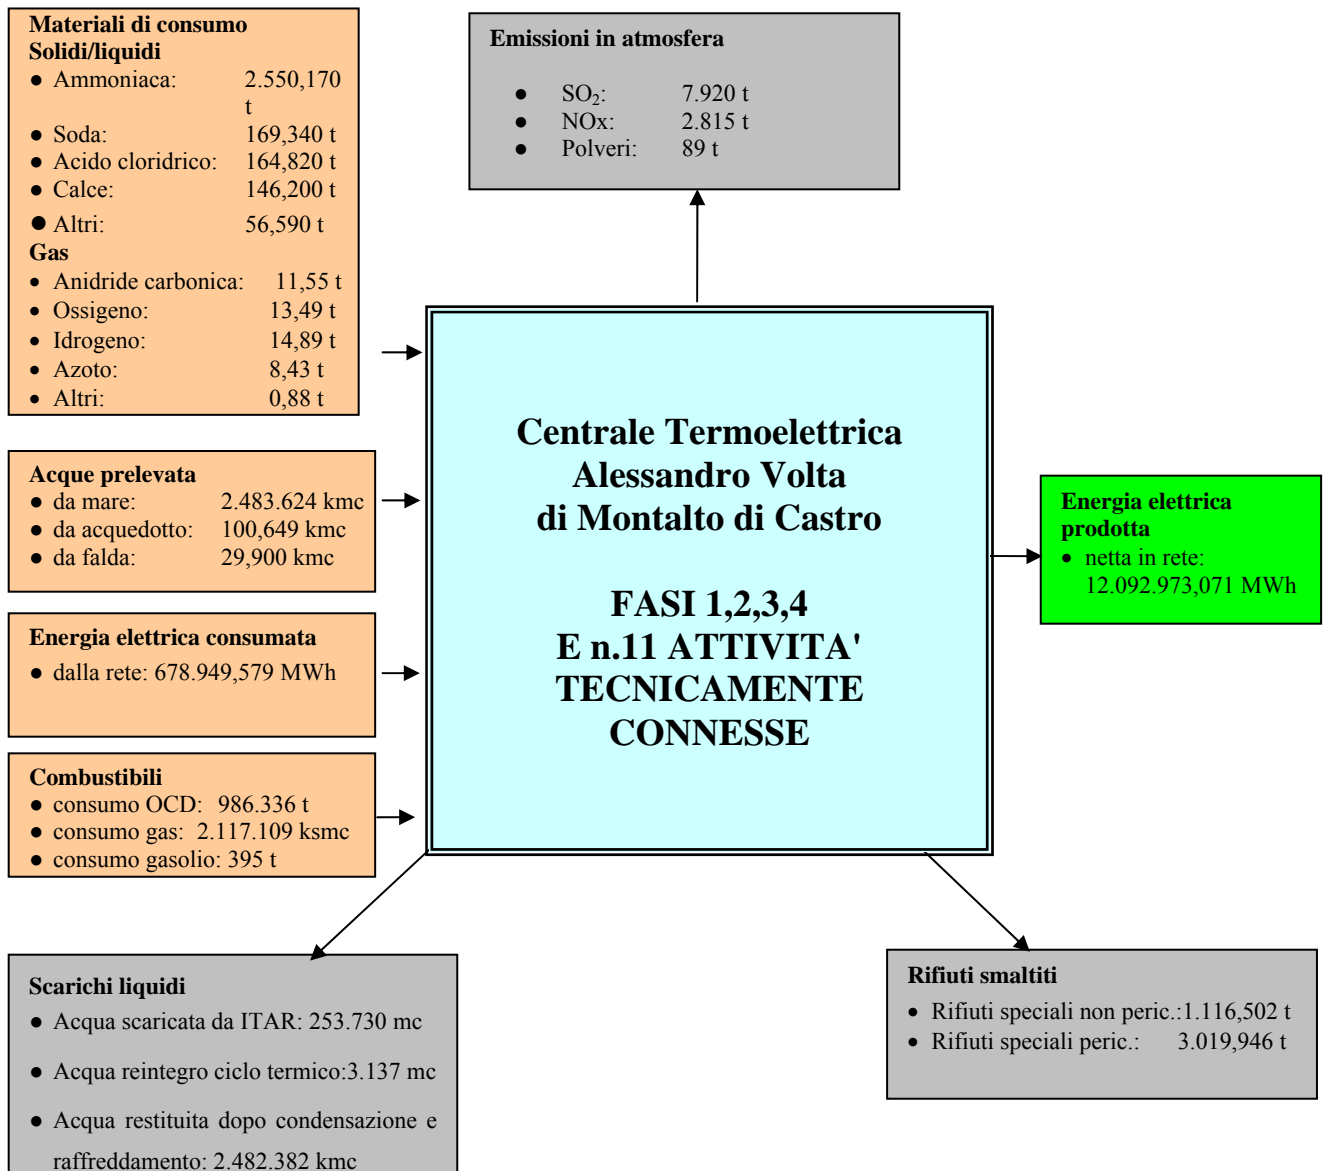 Materiali di consumo
Solidi/liquidi
● Ammoniaca: 2.550,170
t
● Soda: 169,340 t
● Acido cloridrico: 164,820 t
● Calce: 146,200 t
● Altri: 56,590 t
Gas
• Anidride carbonica: 11,55 t
• Ossigeno: 13,49 t
• Idrogeno: 14,89 t
• Azoto: 8,43 t
• Altri: 0,88 t
Emissioni in atmosfera
● SO₂: 7.920 t
● NOx: 2.815 t
● Polveri: 89 t
Acque prelevata
● da mare: 2.483.624 kmc
● da acquedotto: 100,649 kmc
● da falda: 29,900 kmc
Energia elettrica consumata
● dalla rete: 678.949,579 MWh
Combustibili
● consumo OCD: 986.336 t
● consumo gas: 2.117.109 ksmc
● consumo gasolio: 395 t
Centrale Termoelettrica
Alessandro Volta
di Montalto di Castro
FASI 1,2,3,4
E n.11 ATTIVITA'
TECNICAMENTE
CONNESSE
Energia elettrica
prodotta
• netta in rete:
12.092.973,071 MWh
Scarichi liquidi
● Acqua scaricata da ITAR: 253.730 mc
● Acqua reintegro ciclo termico:3.137 mc
● Acqua restituita dopo condensazione e
raffreddamento: 2.482.382 kmc
Rifiuti smaltiti
• Rifiuti speciali non peric.:1.116,502 t
• Rifiuti speciali peric.: 3.019,946 t